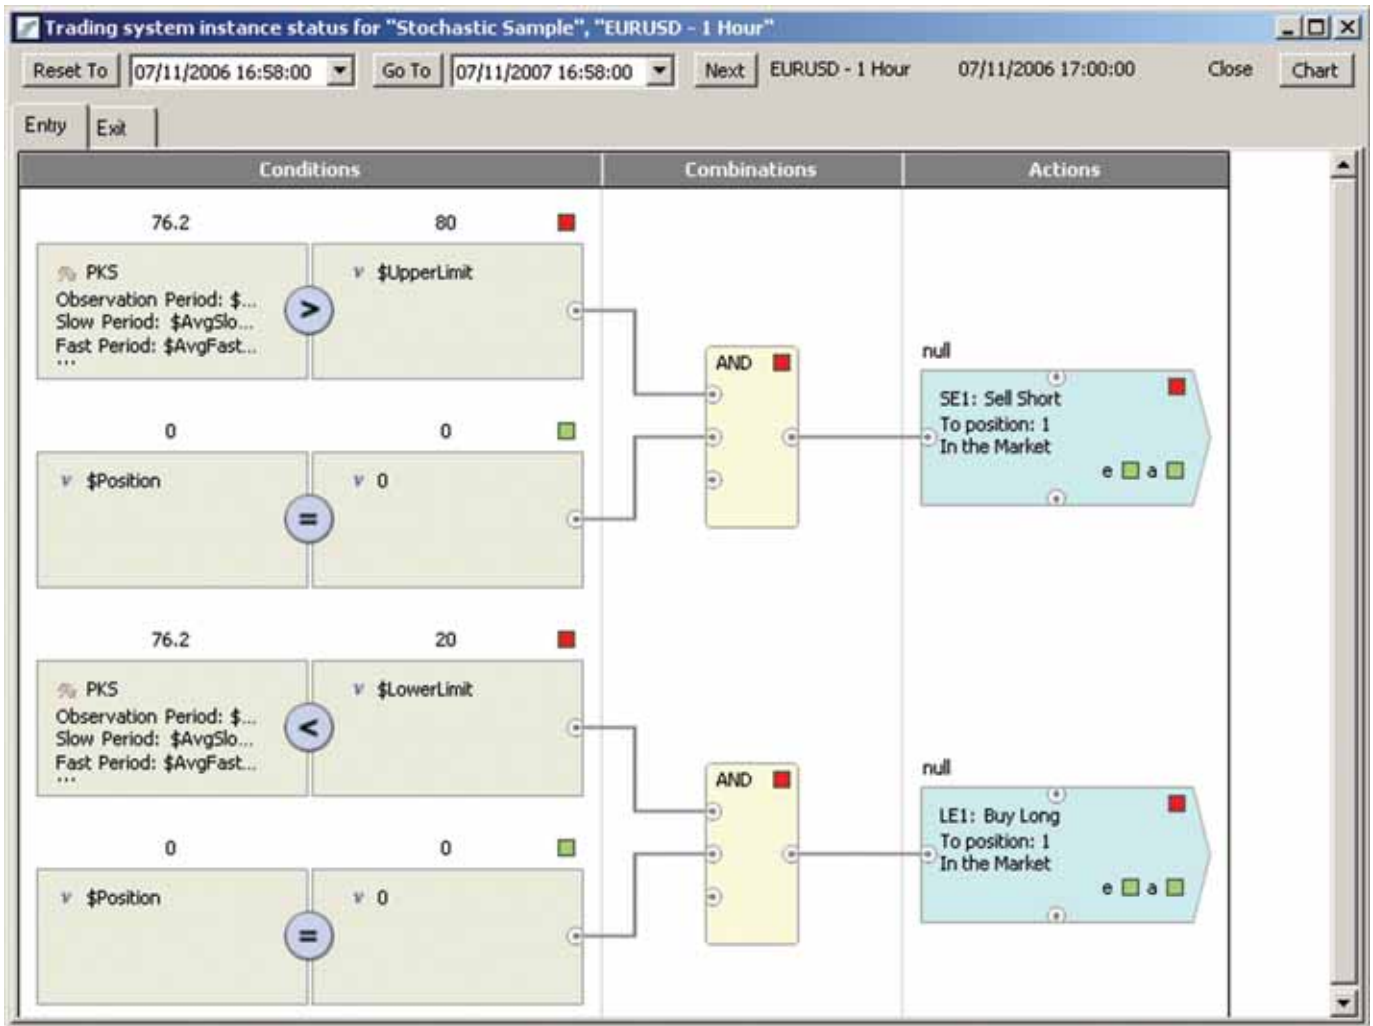 Trading system instance status for "Stochastic Sample", "EURUSD - 1 Hour"
Reset To 07/11/2006 16:58:00 Go To 07/11/2007 16:58:00 Next EURUSD - 1 Hour 07/11/2006 17:00:00 Close Chart
Entry Exit
Conditions Combinations Actions
76.2 80
PKS
Observation Period: $...
Slow Period: $AvgSlo...
Fast Period: $AvgFast...
...
>
$UpperLimit
0 0
$Position
=
v 0
AND
null
SE1: Sell Short
To position: 1
In the Market
e a
76.2 20
PKS
Observation Period: $...
Slow Period: $AvgSlo...
Fast Period: $AvgFast...
...
<
v $LowerLimit
0 0
v $Position
=
v 0
AND
null
LE1: Buy Long
To position: 1
In the Market
e a